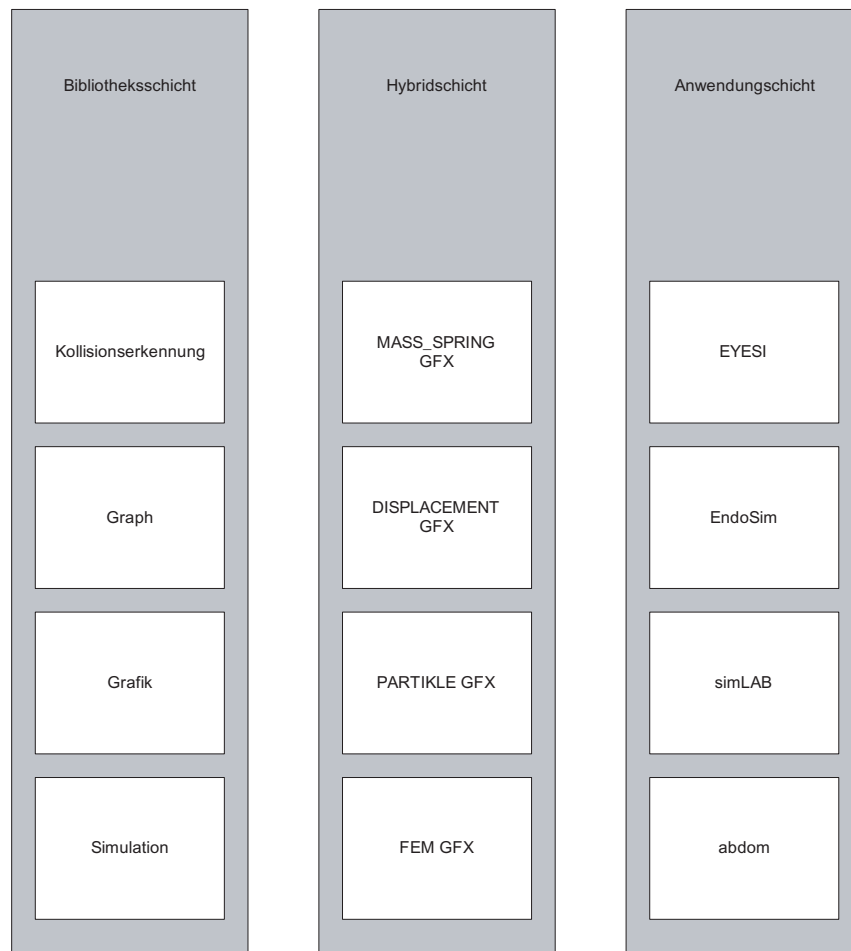 Bibliotheksschicht
Kollisionserkennung
Graph
Grafik
Simulation
Hybridschicht
MASS_SPRING
GFX
DISPLACEMENT
GFX
PARTIKLE GFX
FEM GFX
Anwendungschicht
EYESI
EndoSim
simLAB
abdom